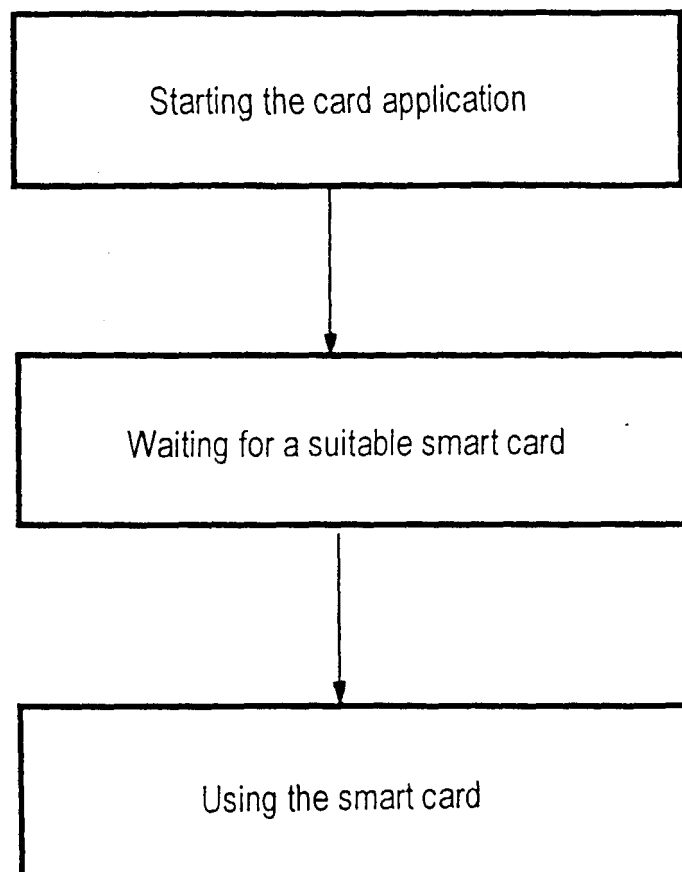 Starting the card application
Waiting for a suitable smart card
Using the smart card